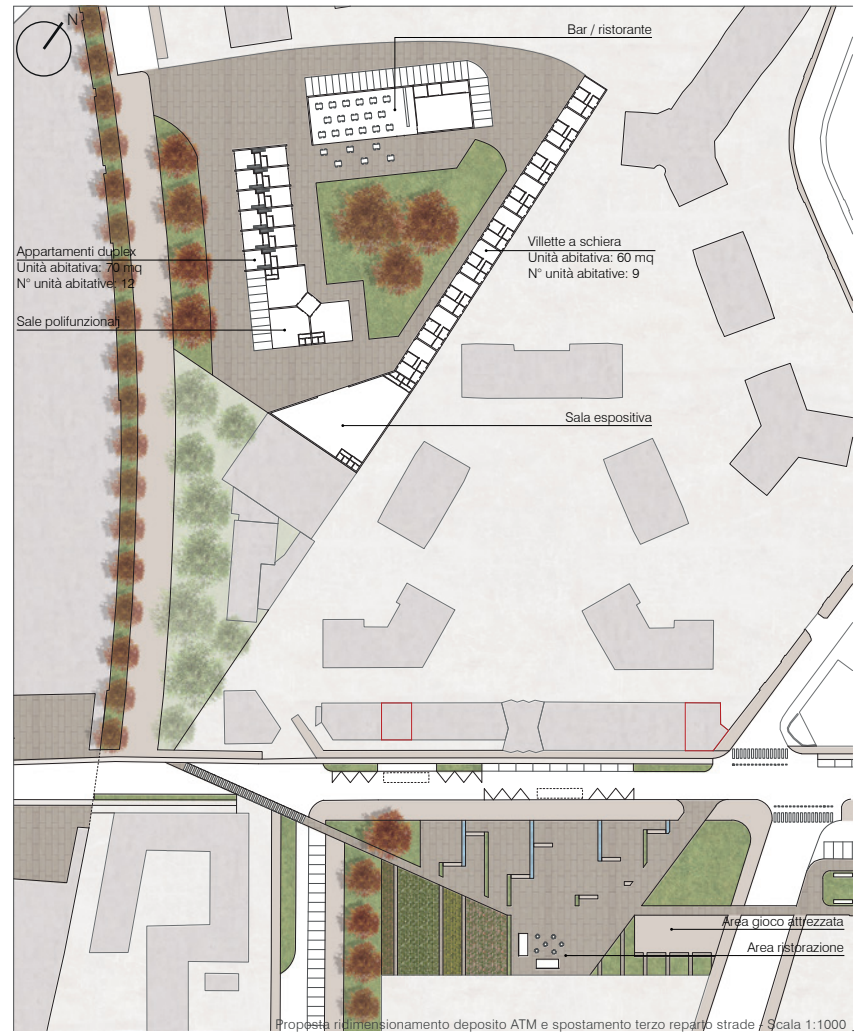 N
Bar / ristorante
Appartamenti duplex
Unità abitativa: 70 mq
N° unità abitative: 12
Villette a schiera
Unità abitativa: 60 mq
N° unità abitative: 9
Sale polifunzionali
Sala espositiva
Area gioco attrezzata
Area ristorazione
Proposta ridimensionamento deposito ATM e spostamento terzo reparto strade / Scala 1:1000